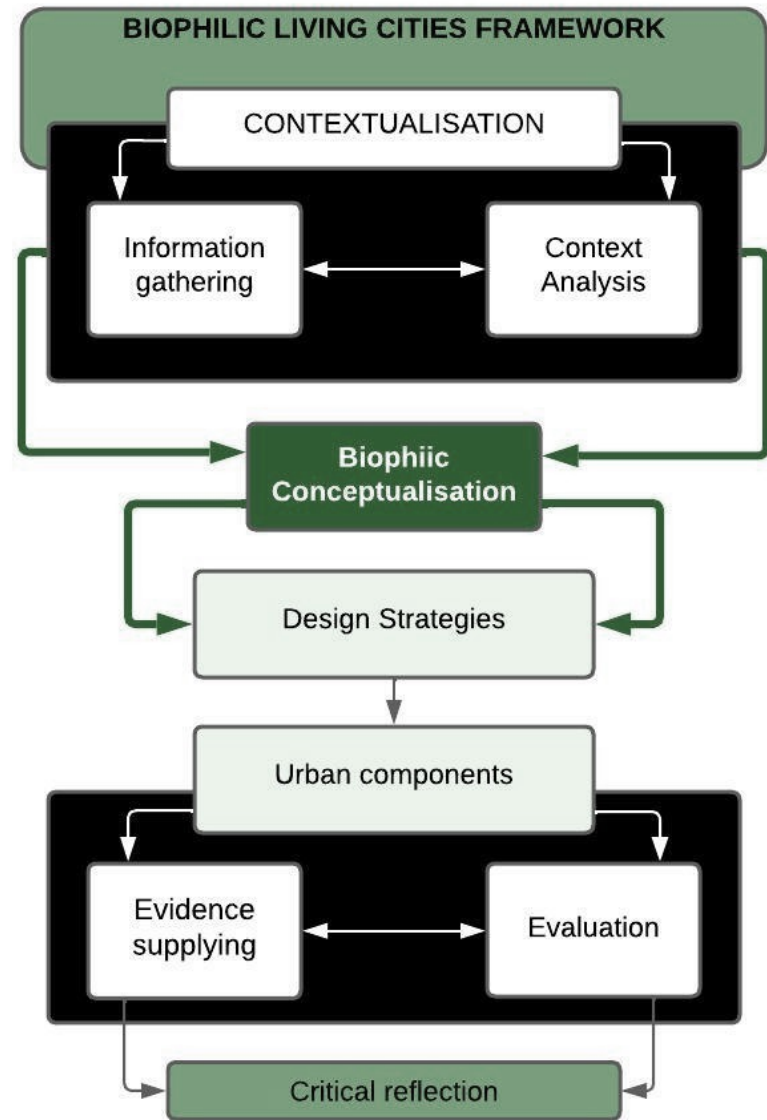 BIOPHILIC LIVING CITIES FRAMEWORK
CONTEXTUALISATION
Information
gathering
Context
Analysis
Biophiic
Conceptualisation
Design Strategies
Urban components
Evidence
supplying
Evaluation
Critical reflection